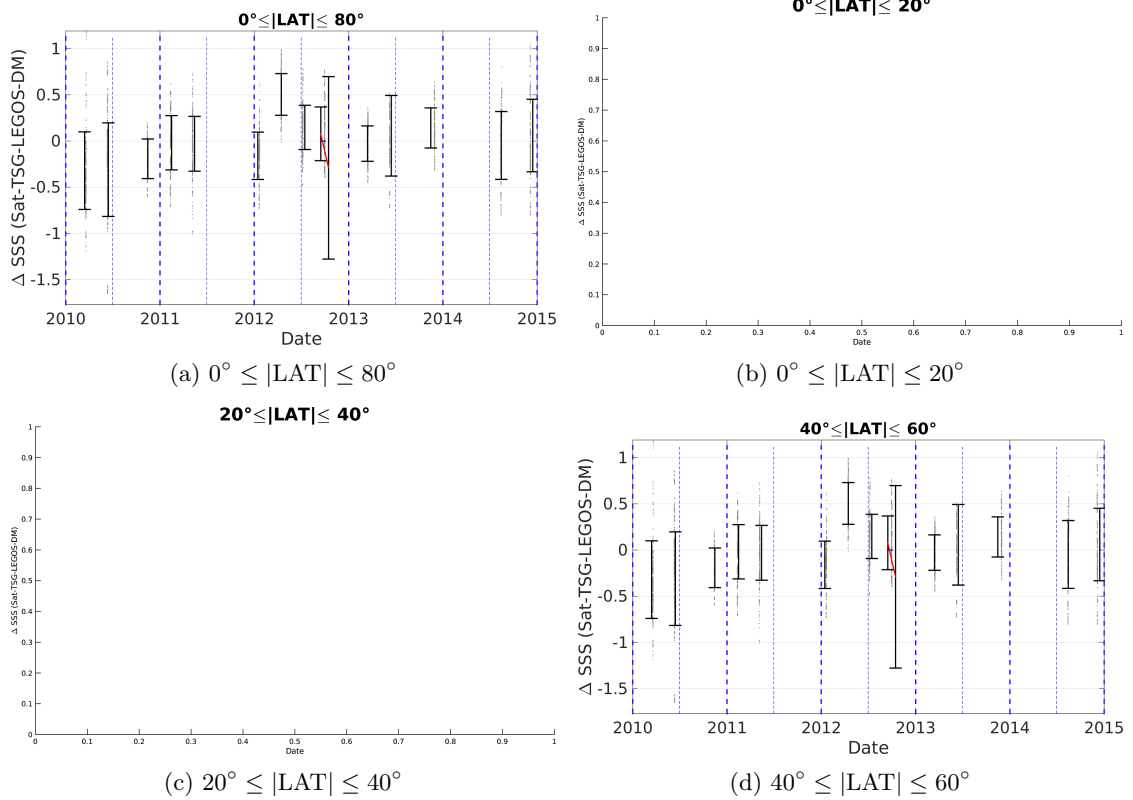 0°≤|LAT|≤ 80°
Δ SSS (Sat-TSG-LEGOS-DM)
1
0.5
0
-0.5
-1
-1.5
2010 2011 2012 2013 2014 2015
Date
(a) 0° ≤ |LAT| ≤ 80°
0°≤|LAT|≤ 20°
Δ SSS (Sat-TSG-LEGOS-DM)
1
0.9
0.8
0.7
0.6
0.5
0.4
0.3
0.2
0.1
0
0 0.1 0.2 0.3 0.4 0.5 0.6 0.7 0.8 0.9 1
Date
(b) 0° ≤ |LAT| ≤ 20°
20°≤|LAT|≤ 40°
Δ SSS (Sat-TSG-LEGOS-DM)
1
0.9
0.8
0.7
0.6
0.5
0.4
0.3
0.2
0.1
0
0 0.1 0.2 0.3 0.4 0.5 0.6 0.7 0.8 0.9 1
Date
(c) 20° ≤ |LAT| ≤ 40°
40°≤|LAT|≤ 60°
Δ SSS (Sat-TSG-LEGOS-DM)
1
0.5
0
-0.5
-1
-1.5
2010 2011 2012 2013 2014 2015
Date
(d) 40° ≤ |LAT| ≤ 60°